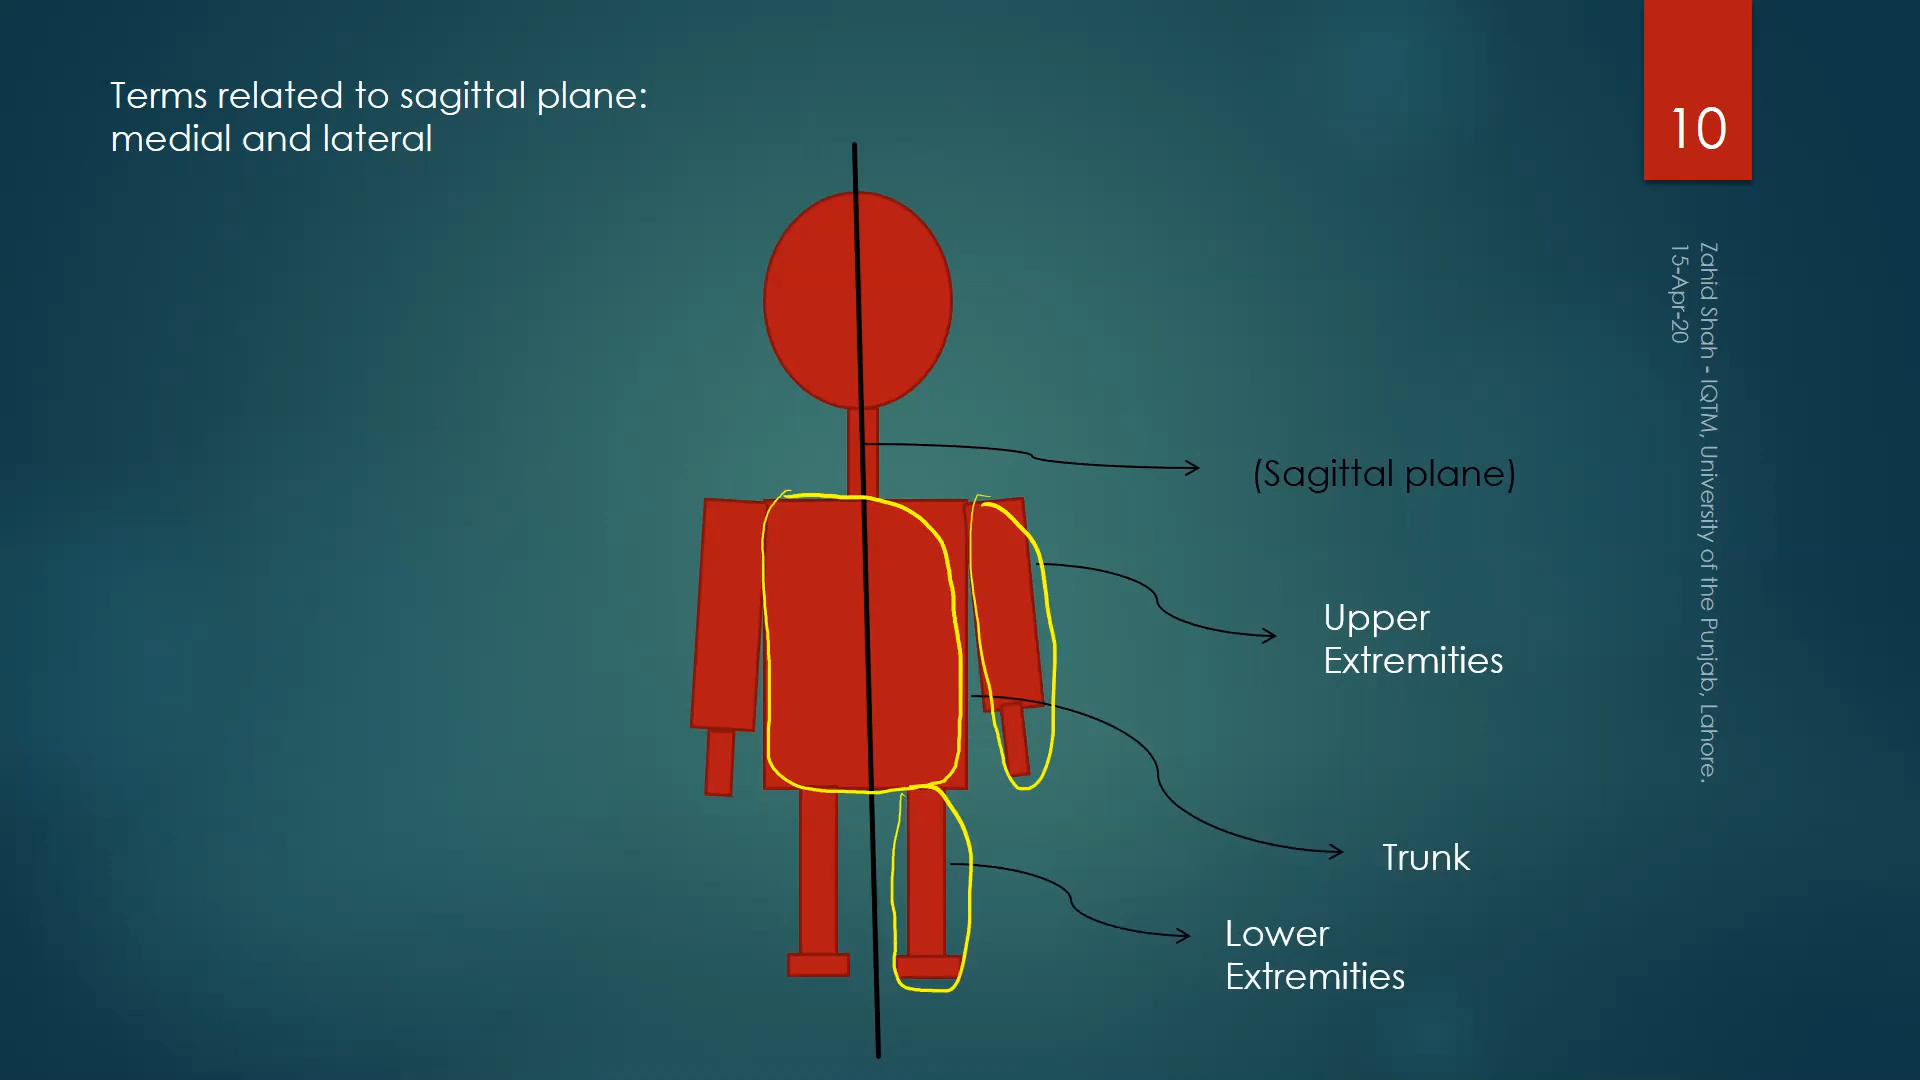 Terms related to sagittal plane:
medial and lateral
10
(Sagittal plane)
Upper
Extremities
Trunk
Lower
Extremities
Zahid Shah - IQTM, University of the Punjab, Lahore.
15-Apr-20